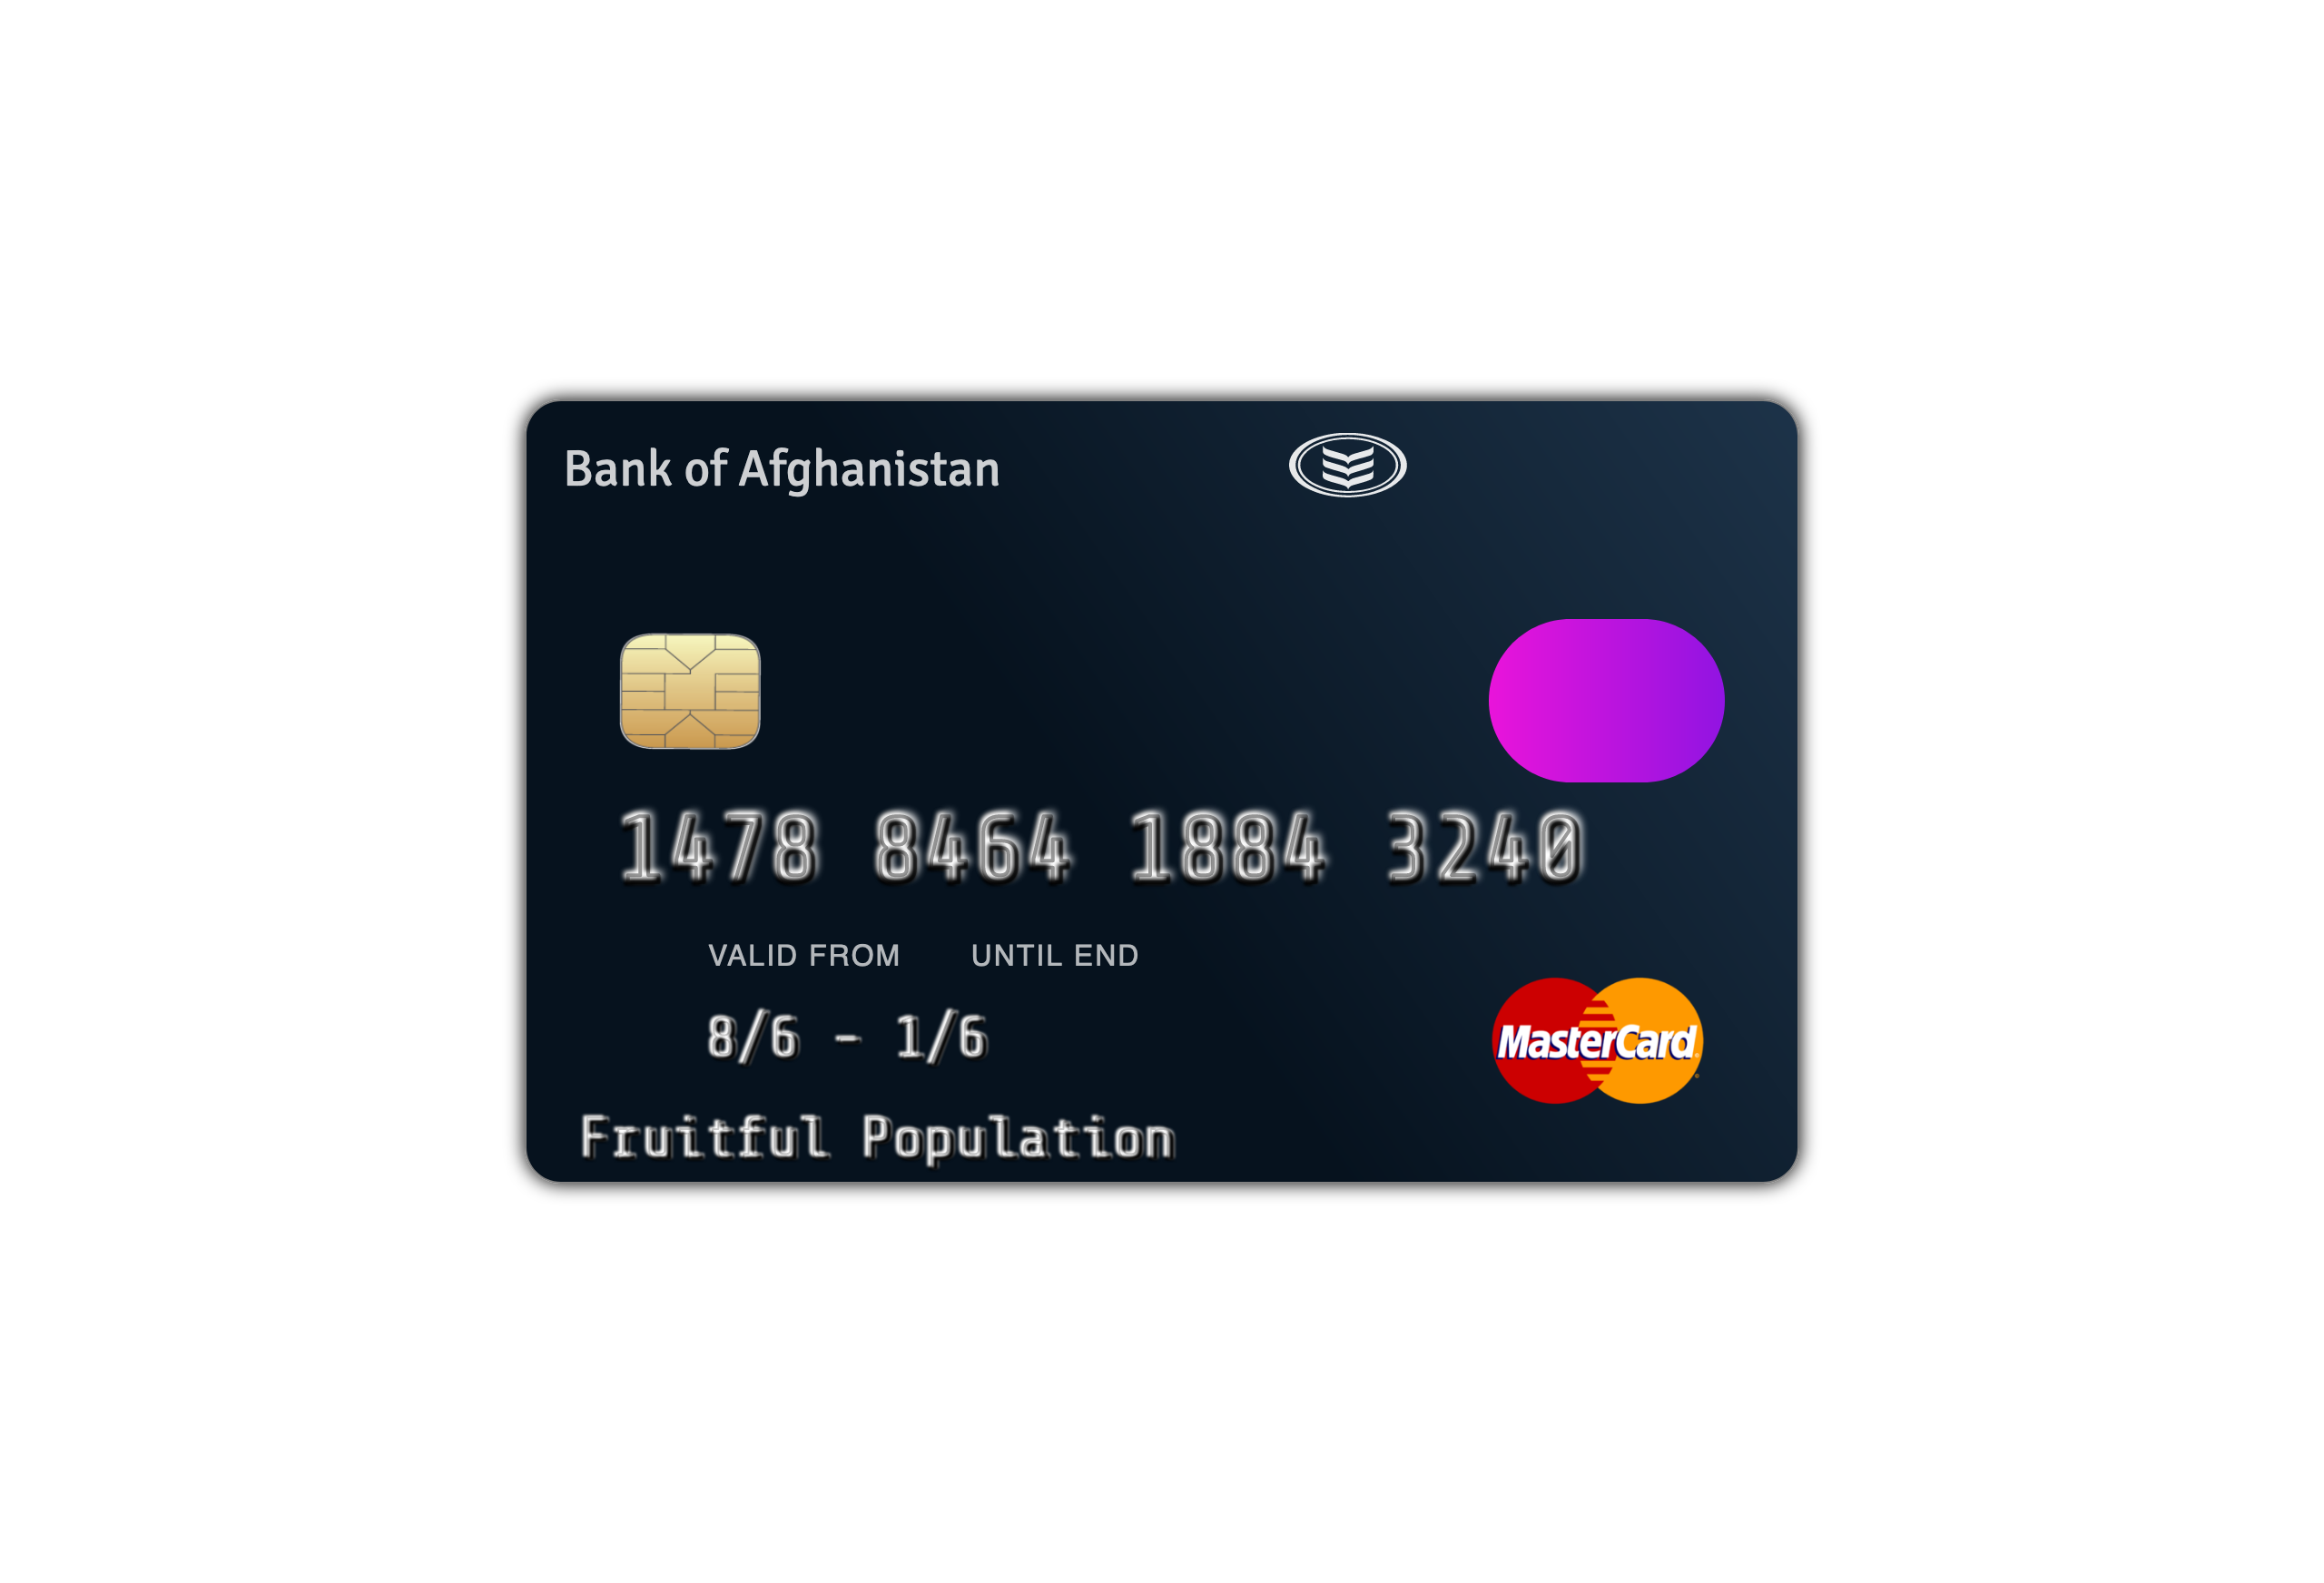 Bank of Afghanistan
1478 8464 1884 3240
VALID FROM UNTIL END
8/6 - 1/6
MasterCard
Fruitful Population